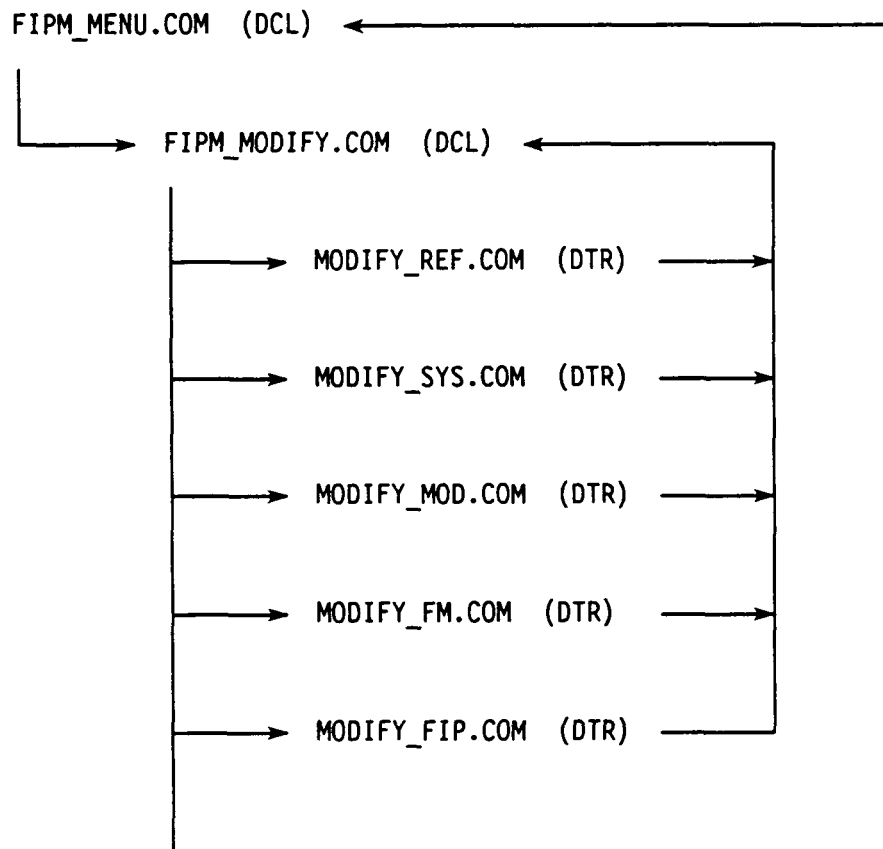 FIPM_MENU.COM (DCL)
FIPM_MODIFY.COM (DCL)
MODIFY_REF.COM (DTR)
MODIFY_SYS.COM (DTR)
MODIFY_MOD.COM (DTR)
MODIFY_FM.COM (DTR)
MODIFY_FIP.COM (DTR)